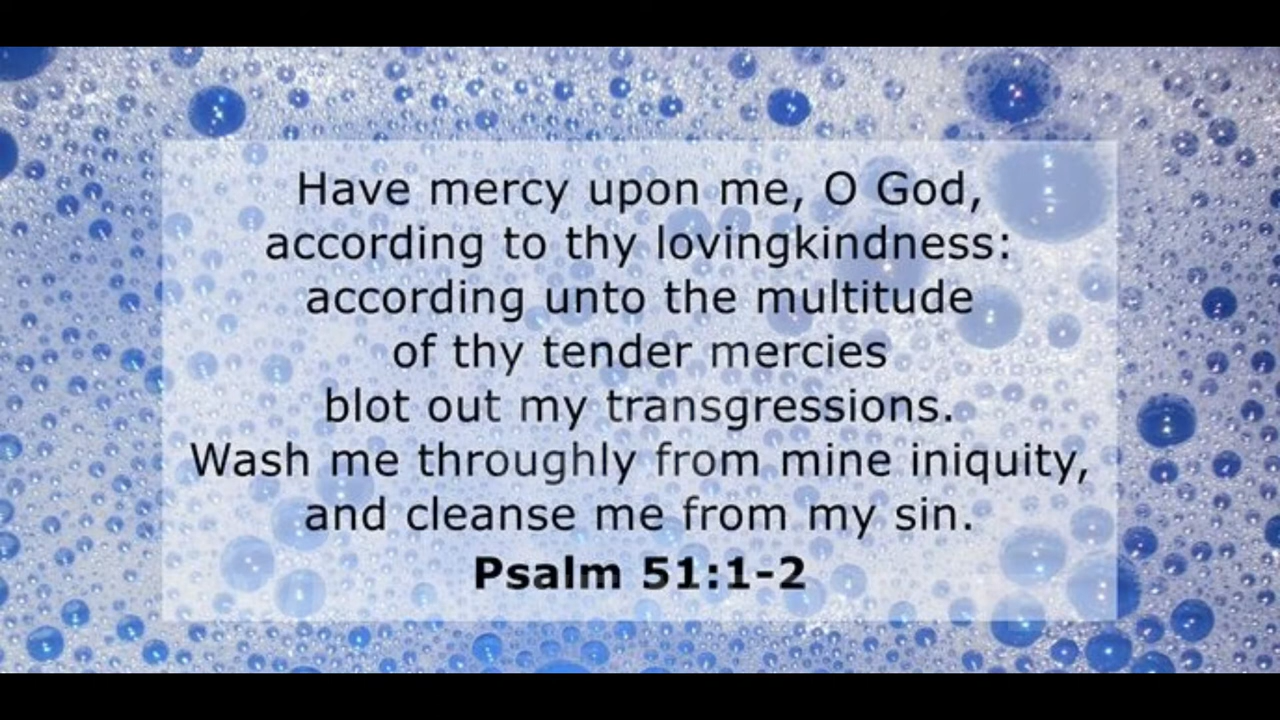 Have mercy upon me, O God,
according to thy lovingkindness:
according unto the multitude
of thy tender mercies
blot out my transgressions.
Wash me throughly from mine iniquity,
and cleanse me from my sin.
Psalm 51:1-2